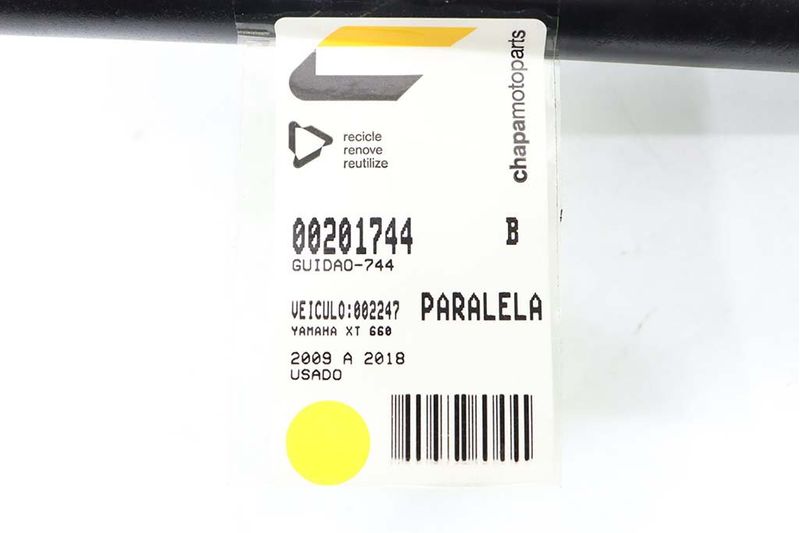 chapamotoparts
recicle
renove
reutilize
00201744 B
GUIDAO-744
VEICULO:002247 PARALELA
YAMAHA XT 660
2009 A 2018
USADO